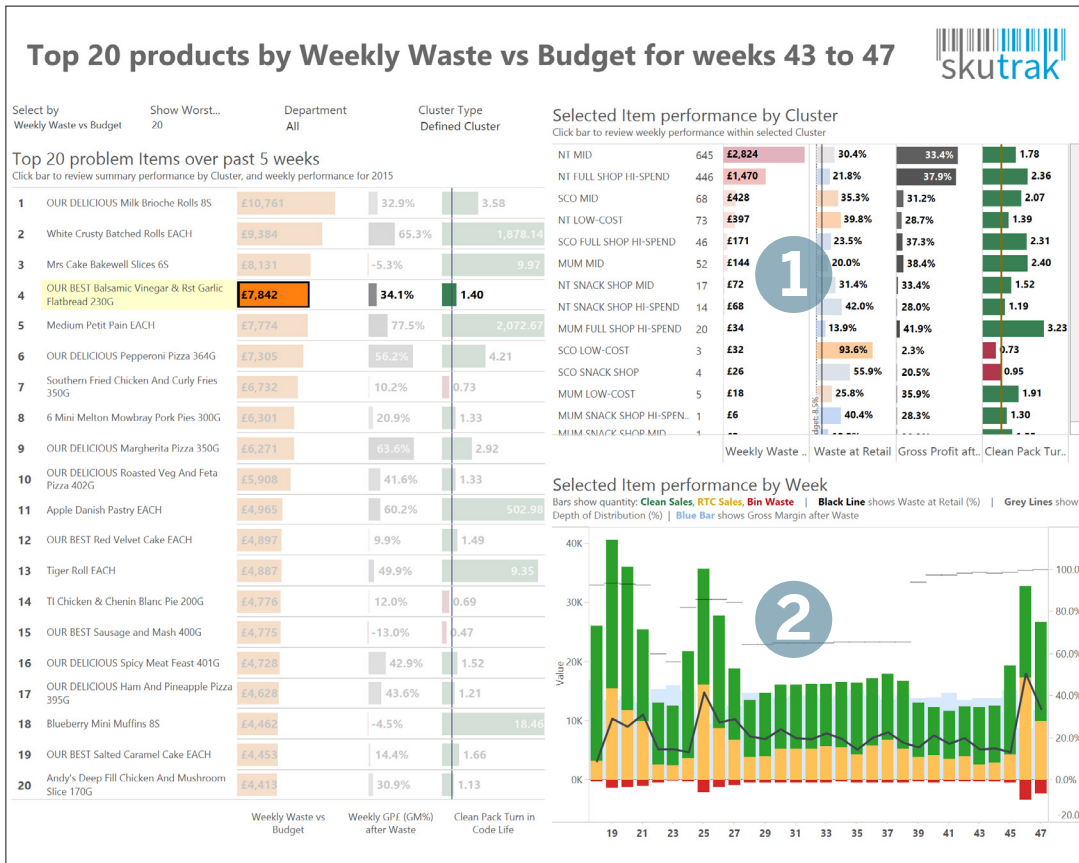 Top 20 products by Weekly Waste vs Budget for weeks 43 to 47
skutrak
Select by
Weekly Waste vs Budget
Show Worst...
20
Department
All
Cluster Type
Defined Cluster
Top 20 problem Items over past 5 weeks
Click bar to review summary performance by Cluster, and weekly performance for 2015
1 OUR DELICIOUS Milk Brioche Rolls 8S £10,761 32.9% 3.58
2 White Crusty Batched Rolls EACH £9,384 65.3% 1,878.14
3 Mrs Cake Bakewell Slices 6S £8,131 -5.3% 9.97
4 OUR BEST Balsamic Vinegar & Rst Garlic
Flatbread 230G £7,842 34.1% 1.40
5 Medium Petit Pain EACH £7,774 77.5% 2,072.67
6 OUR DELICIOUS Pepperoni Pizza 364G £7,305 56.2% 4.21
7 Southern Fried Chicken And Curly Fries
350G £6,732 10.2% 0.73
8 6 Mini Melton Mowbray Pork Pies 300G £6,301 20.9% 1.33
9 OUR DELICIOUS Margherita Pizza 350G £6,271 63.6% 2.92
10 OUR DELICIOUS Roasted Veg And Feta
Pizza 402G £5,908 41.6% 1.33
11 Apple Danish Pastry EACH £4,965 60.2% 502.98
12 OUR BEST Red Velvet Cake EACH £4,897 9.9% 1.49
13 Tiger Roll EACH £4,887 49.9% 9.35
14 TI Chicken & Chenin Blanc Pie 200G £4,776 12.0% 0.69
15 OUR BEST Sausage and Mash 400G £4,775 -13.0% 0.47
16 OUR DELICIOUS Spicy Meat Feast 401G £4,728 42.9% 1.52
17 OUR DELICIOUS Ham And Pineapple Pizza
395G £4,628 43.6% 1.21
18 Blueberry Mini Muffins 8S £4,462 -4.5% 18.46
19 OUR BEST Salted Caramel Cake EACH £4,453 14.4% 1.66
20 Andy's Deep Fill Chicken And Mushroom
Slice 170G £4,413 30.9% 1.13
Weekly Waste vs
Budget
Weekly GP£ (GM%)
after Waste
Clean Pack Turn in
Code Life
Selected Item performance by Cluster
Click bar to review weekly performance within selected Cluster
NT MID 645 £2,824 30.4% 33.4% 1.78
NT FULL SHOP HI-SPEND 446 £1,470 21.8% 37.9% 2.36
SCO MID 68 £428 35.3% 31.2% 2.07
NT LOW-COST 73 £397 39.8% 28.7% 1.39
SCO FULL SHOP HI-SPEND 46 £171 23.5% 37.3% 2.31
MUM MID 52 £144 20.0% 38.4% 2.40
NT SNACK SHOP MID 17 £72 31.4% 33.4% 1.52
NT SNACK SHOP HI-SPEND 14 £68 42.0% 28.0% 1.19
MUM FULL SHOP HI-SPEND 20 £34 13.9% 41.9% 3.23
SCO LOW-COST 3 £32 93.6% 2.3% 0.73
SCO SNACK SHOP 4 £26 55.9% 20.5% 0.95
MUM LOW-COST 5 £18 25.8% 35.9% 1.91
MUM SNACK SHOP HI-SPEN.. 1 £6 40.4% 28.3% 1.30
MUM SNACK SHOP MID 1
8.5%
1
Weekly Waste .. Waste at Retail Gross Profit aft.. Clean Pack Tur..
Selected Item performance by Week
Bars show quantity: Clean Sales, RTC Sales, Bin Waste | Black Line shows Waste at Retail (%) | Grey Lines show
Depth of Distribution (%) | Blue Bar shows Gross Margin after Waste
2
Value
40K
30K
20K
10K
0K
100.0
80.0%
60.0%
40.0%
20.0%
0.0%
-20.0
19 21 23 25 27 29 31 33 35 37 39 41 43 45 47